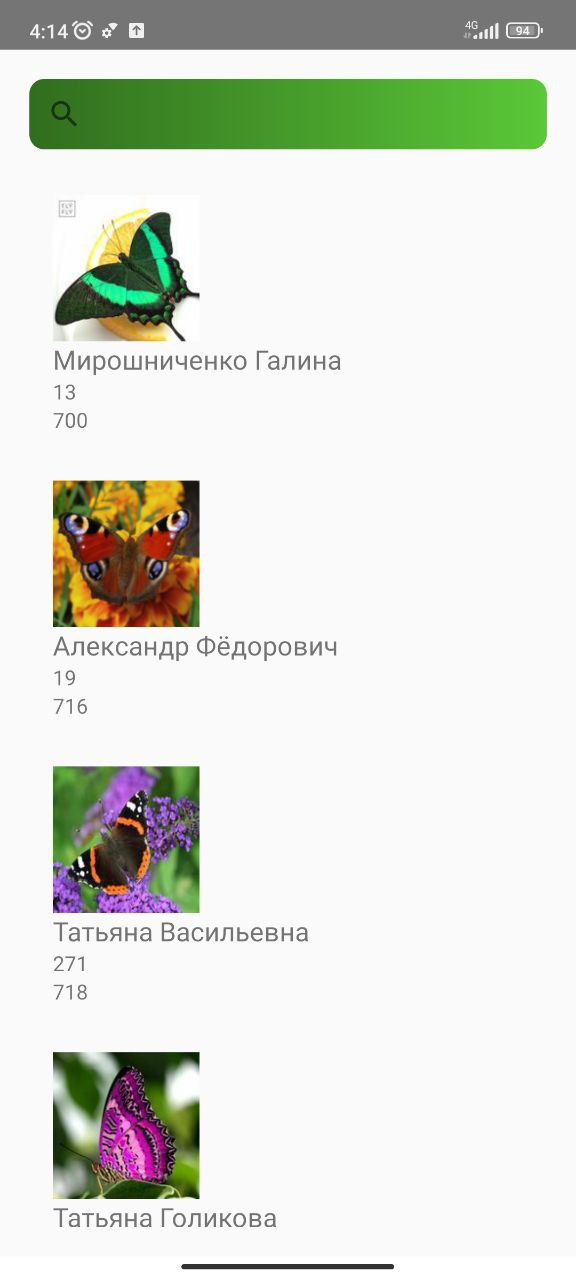 4:14
4G
94
Мирошниченко Галина
13
700
Александр Фёдорович
19
716
Татьяна Васильевна
271
718
Татьяна Голикова